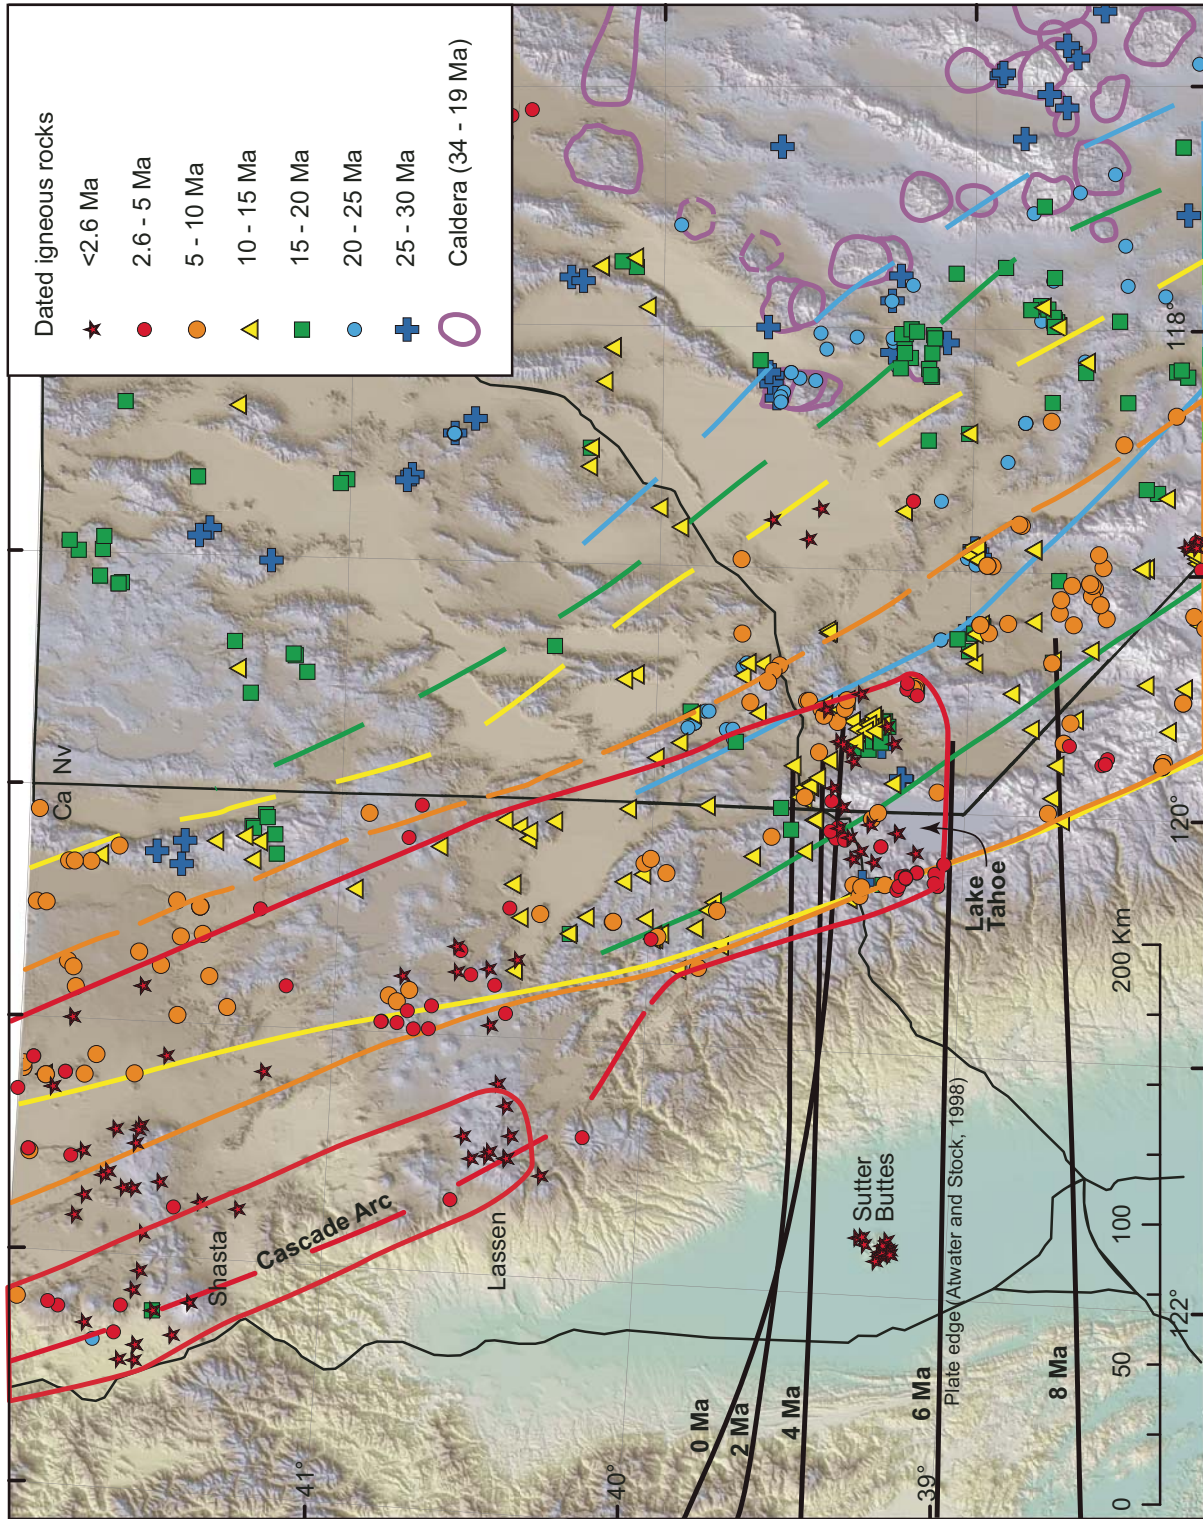 Dated igneous rocks
<2.6 Ma
2.6 - 5 Ma
5 - 10 Ma
10 - 15 Ma
15 - 20 Ma
20 - 25 Ma
25 - 30 Ma
Caldera (34 - 19 Ma)
Ca Nv
118°
120°
122°
41°
40°
39°
Shasta
Cascade Arc
Lassen
Sutter
Buttes
Lake
Tahoe
0 Ma
2 Ma
4 Ma
6 Ma
Plate edge (Atwater and Stock, 1998)
8 Ma
0 50 100 200 Km